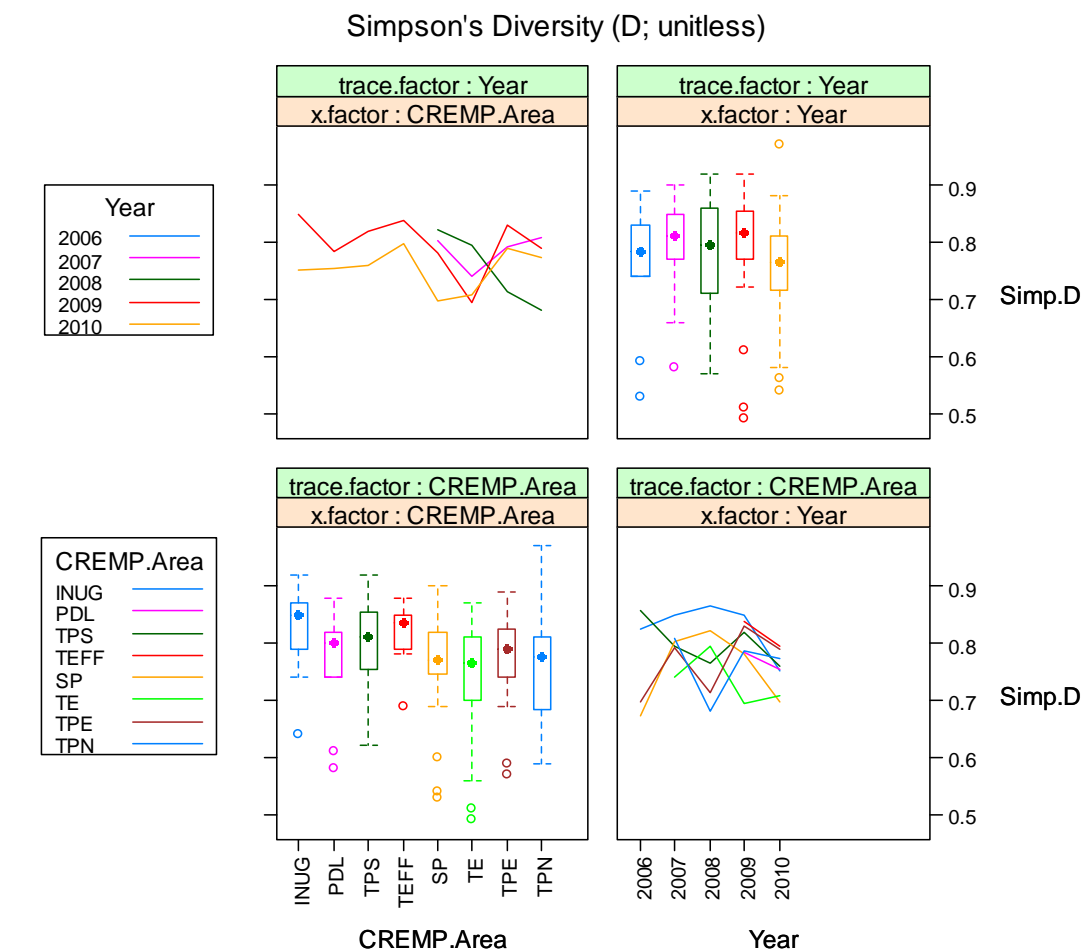 Simpson's Diversity (D; unitless)
trace.factor : Year
x.factor : CREMP.Area
trace.factor : Year
x.factor : Year
Year
2006
2007
2008
2009
2010
0.9
0.8
0.7
0.6
0.5
Simp.D
trace.factor : CREMP.Area
x.factor : CREMP.Area
trace.factor : CREMP.Area
x.factor : Year
CREMP.Area
INUG
PDL
TPS
TEFF
SP
TE
TPE
TPN
0.9
0.8
0.7
0.6
0.5
Simp.D
INUG
PDL
TPS
TEFF
SP
TE
TPE
TPN
2006
2007
2008
2009
2010
CREMP.Area
Year